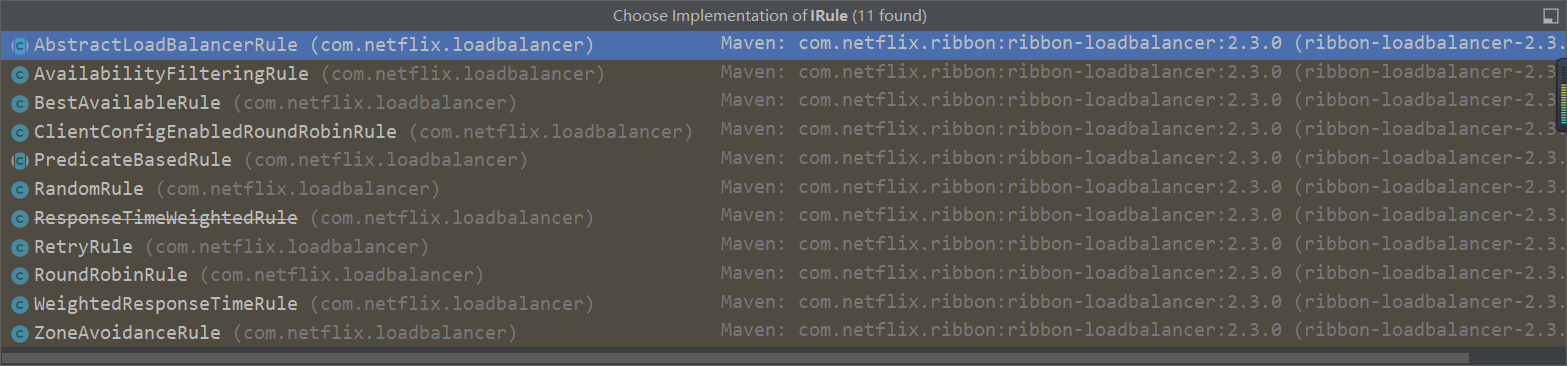 Choose Implementation of IRule (11 found)
AbstractLoadBalancerRule (com.netflix.loadbalancer) Maven: com.netflix.ribbon:ribbon-loadbalancer:2.3.0 (ribbon-loadbalancer-2.3.
AvailabilityFilteringRule (com.netflix.loadbalancer) Maven: com.netflix.ribbon:ribbon-loadbalancer:2.3.0 (ribbon-loadbalancer-2.3
BestAvailableRule (com.netflix.loadbalancer) Maven: com.netflix.ribbon:ribbon-loadbalancer:2.3.0 (ribbon-loadbalancer-2.3
ClientConfigEnabledRoundRobinRule (com.netflix.loadbalancer) Maven: com.netflix.ribbon:ribbon-loadbalancer:2.3.0 (ribbon-loadbalancer-2.3.
PredicateBasedRule (com.netflix.loadbalancer) Maven: com.netflix.ribbon:ribbon-loadbalancer:2.3.0 (ribbon-loadbalancer-2.3.
RandomRule (com.netflix.loadbalancer) Maven: com.netflix.ribbon:ribbon-loadbalancer:2.3.0 (ribbon-loadbalancer-2.3.
ResponseTimeWeightedRule (com.netflix.loadbalancer) Maven: com.netflix.ribbon:ribbon-loadbalancer:2.3.0 (ribbon-loadbalancer-2.3.
RetryRule (com.netflix.loadbalancer) Maven: com.netflix.ribbon:ribbon-loadbalancer:2.3.0 (ribbon-loadbalancer-2.3.
RoundRobinRule (com.netflix.loadbalancer) Maven: com.netflix.ribbon:ribbon-loadbalancer:2.3.0 (ribbon-loadbalancer-2.3.
WeightedResponseTimeRule (com.netflix.loadbalancer) Maven: com.netflix.ribbon:ribbon-loadbalancer:2.3.0 (ribbon-loadbalancer-2.3.
ZoneAvoidanceRule (com.netflix.loadbalancer) Maven: com.netflix.ribbon:ribbon-loadbalancer:2.3.0 (ribbon-loadbalancer-2.3.